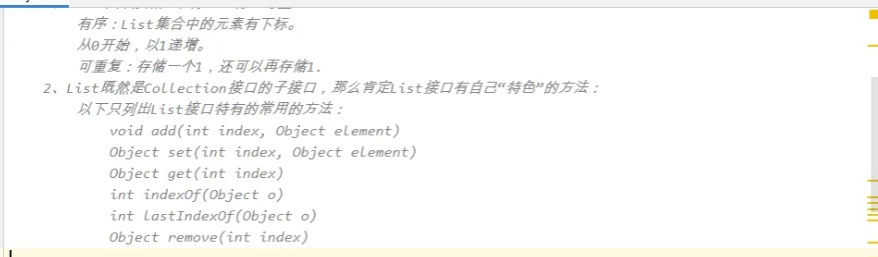 有序：List集合中的元素有下标。
从0开始，以1递增。
可重复：存储一个1，还可以再存储1.
2、List既然是Collection接口的子接口，那么肯定List接口有自己“特色”的方法：
以下只列出List接口特有的常用的方法：
void add(int index, Object element)
Object set(int index, Object element)
Object get(int index)
int indexOf(Object o)
int lastIndexOf(Object o)
Object remove(int index)